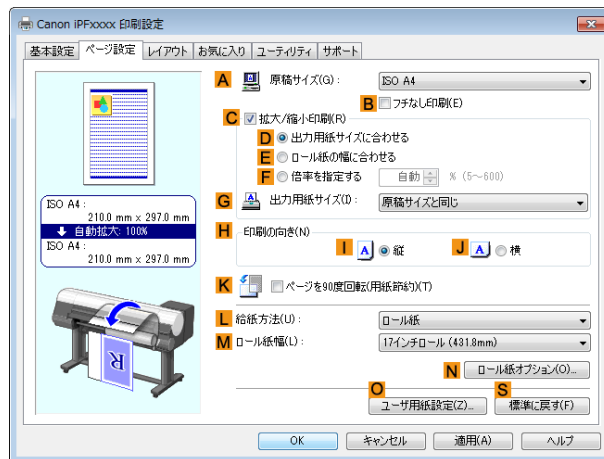 Canon iPFxxxx 印刷設定
基本設定 ページ設定 レイアウト お気に入り ユーティリティ サポート
A 原稿サイズ(G): ISO A4
B フチなし印刷(E)
C 拡大/縮小印刷(R)
D 出力用紙サイズに合わせる
E ロール紙の幅に合わせる
F 倍率を指定する 自動 % (5～600)
G 出力用紙サイズ(I): 原稿サイズと同じ
ISO A4 :
210.0 mm x 297.0 mm
自動拡大: 100%
ISO A4 :
210.0 mm x 297.0 mm
H 印刷の向き(N)
I A 縦 J A 横
K ページを90度回転(用紙節約)(T)
L 給紙方法(U): ロール紙
M ロール紙幅(L): 17インチロール (431.8mm)
R
N ロール紙オプション(O)...
O S
ユーザ用紙設定(Z)... 標準に戻す(F)
OK キャンセル 適用(A) ヘルプ